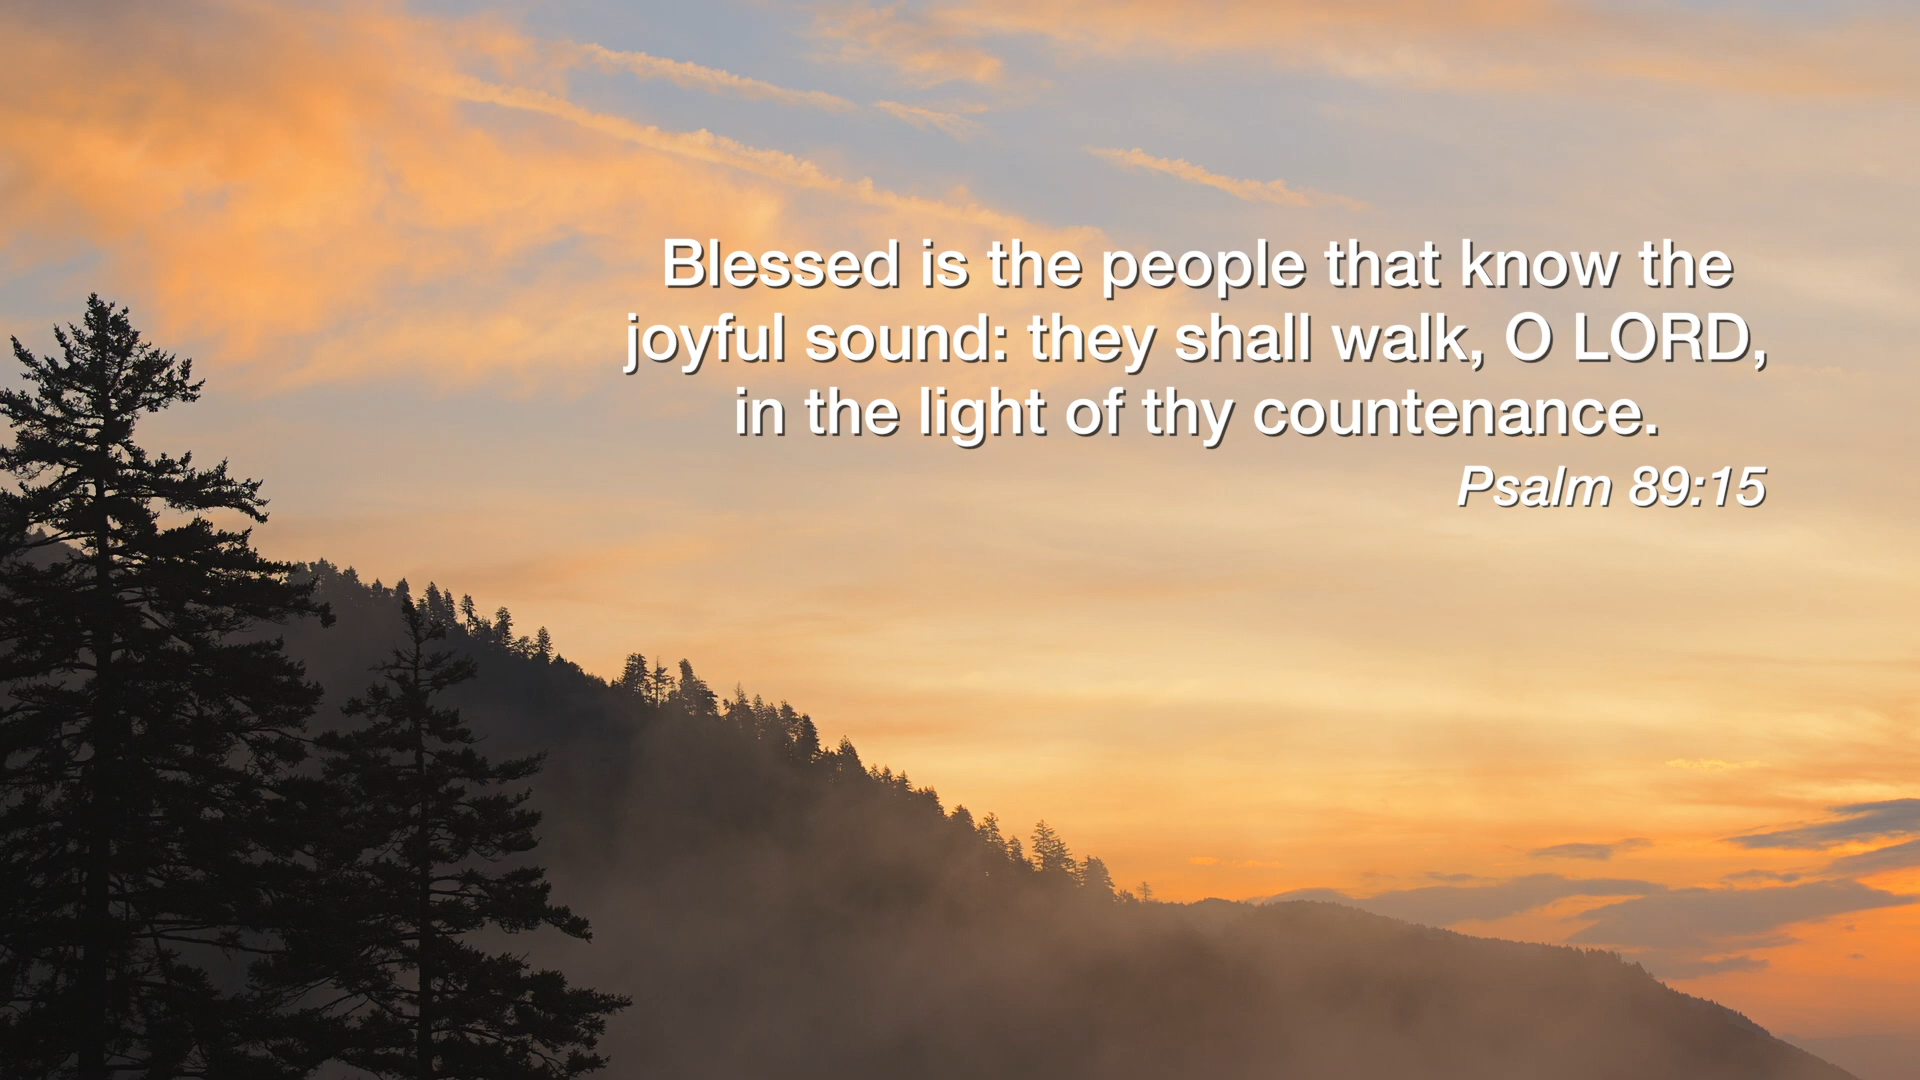 Blessed is the people that know the
joyful sound: they shall walk, O LORD,
in the light of thy countenance.
Psalm 89:15